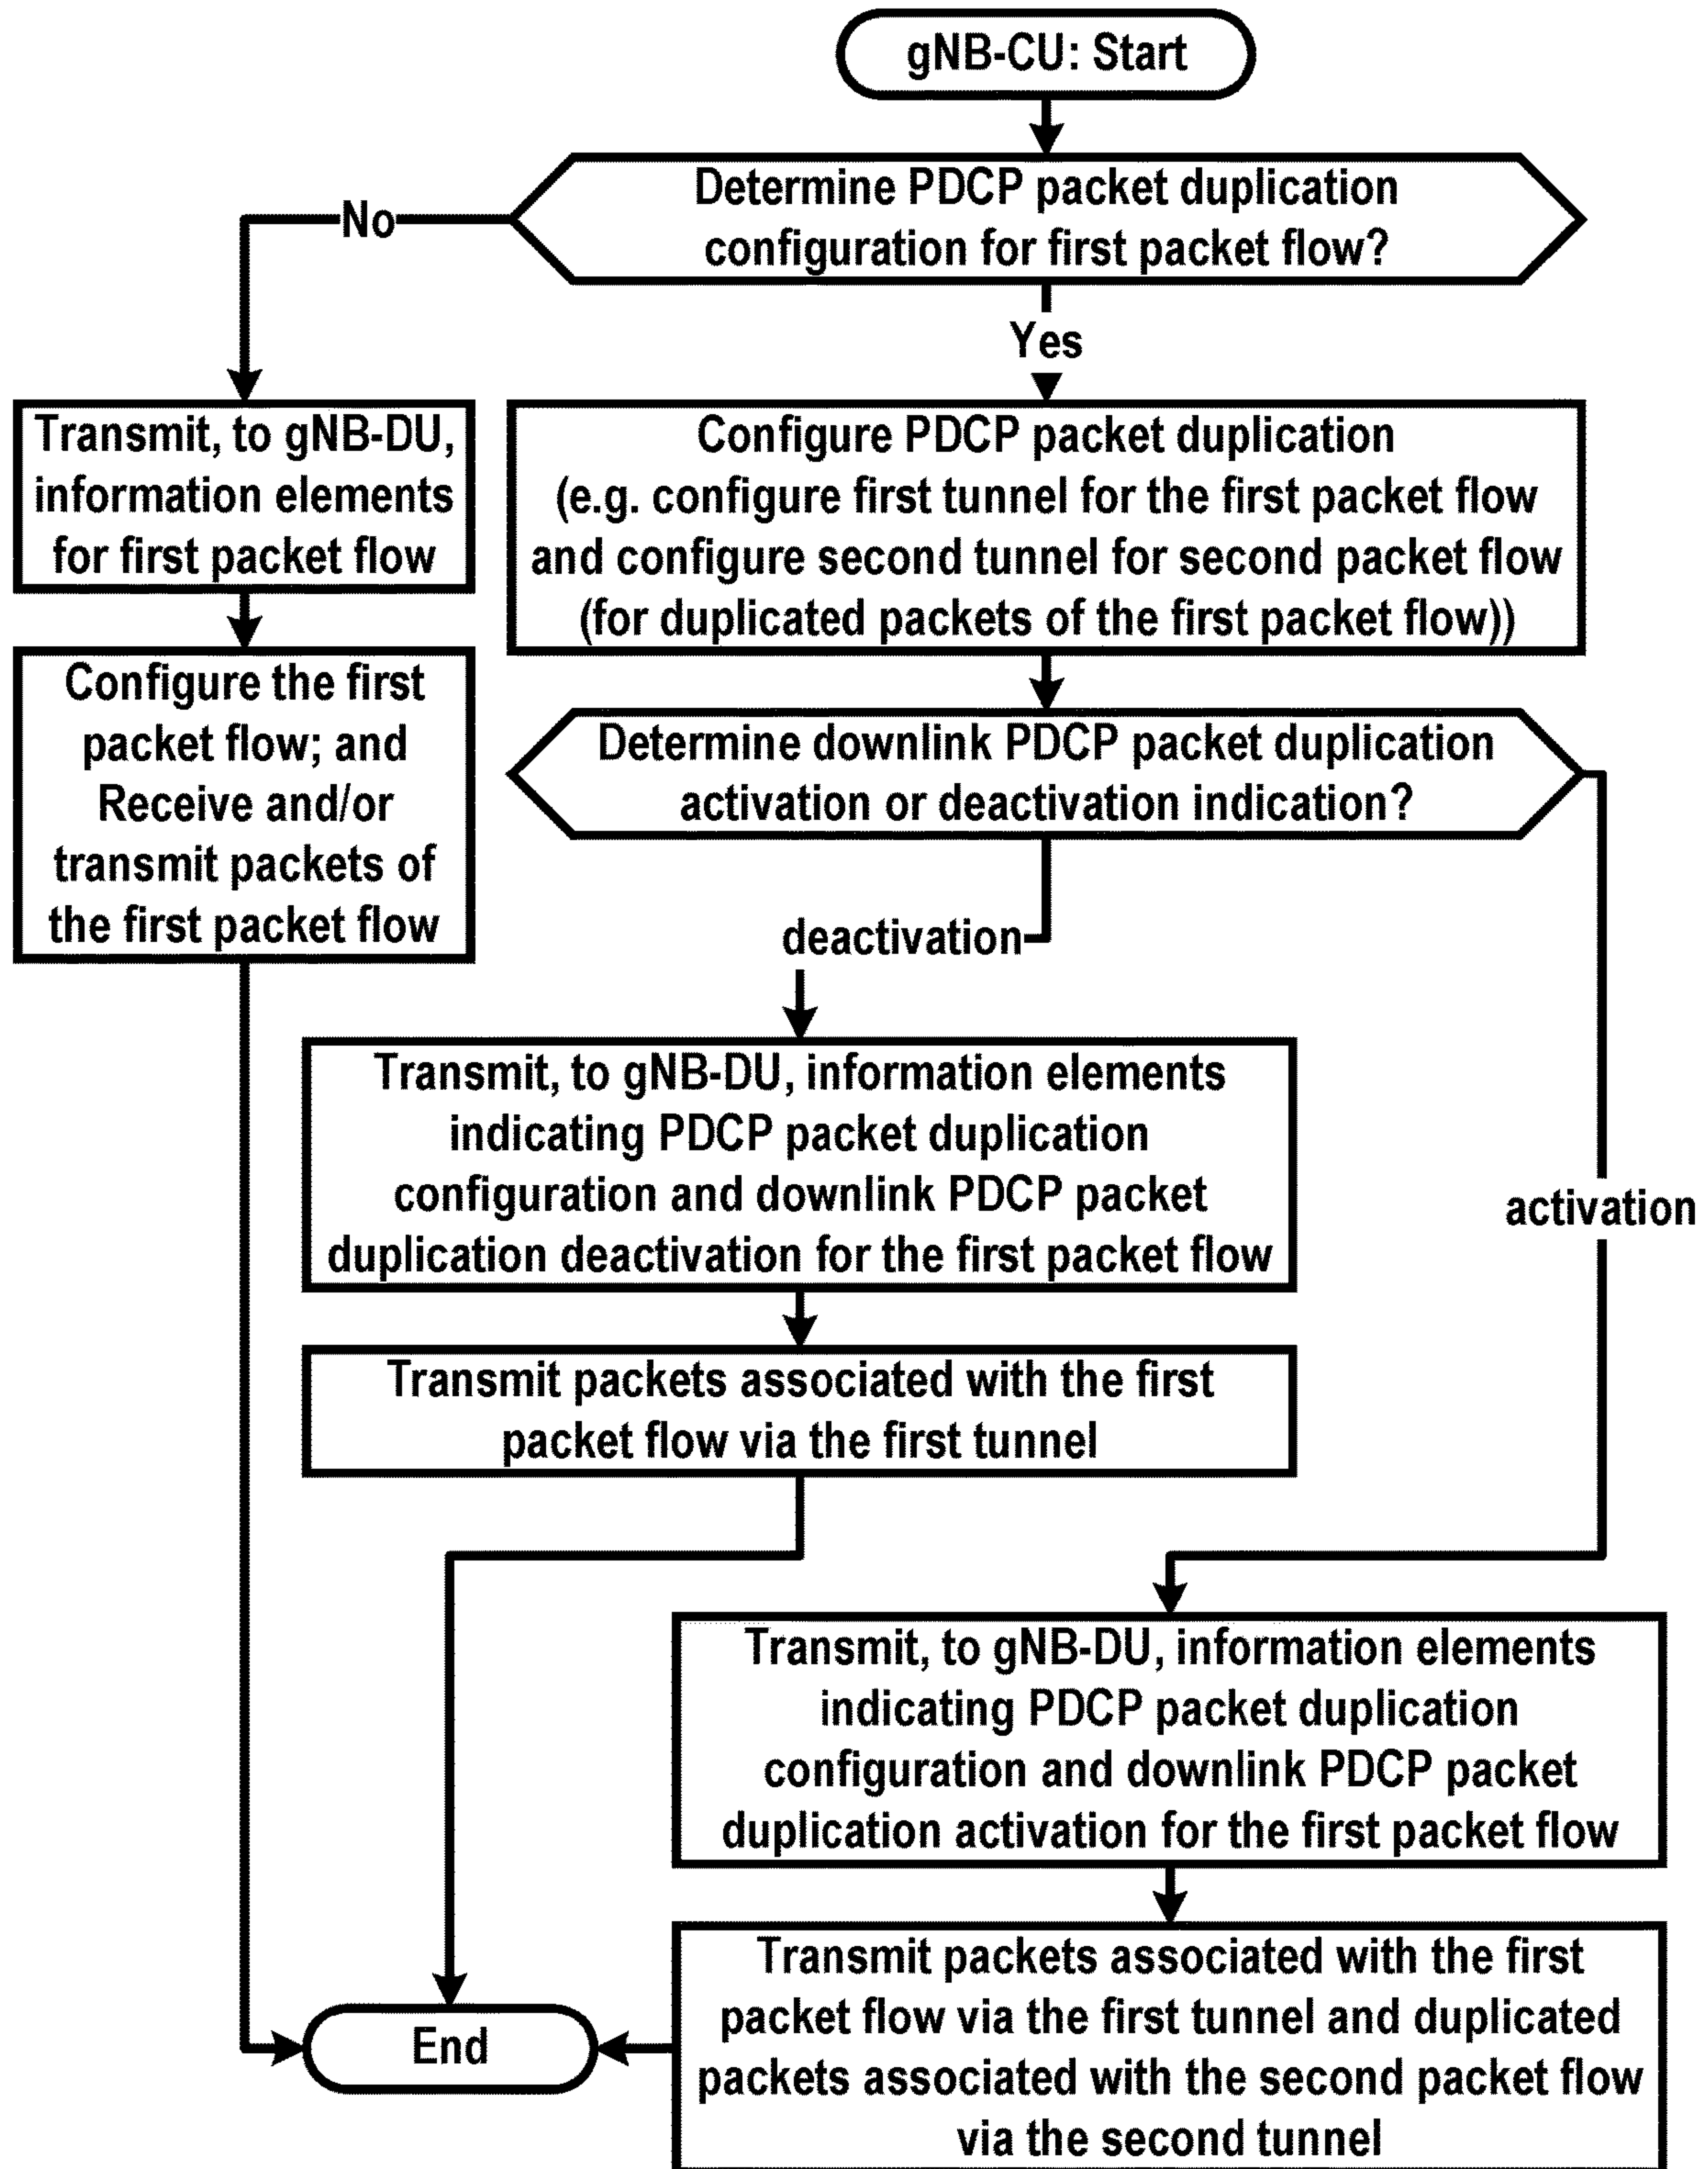 gNB-CU: Start
Determine PDCP packet duplication
configuration for first packet flow?
No
Yes
Transmit, to gNB-DU,
information elements
for first packet flow
Configure PDCP packet duplication
(e.g. configure first tunnel for the first packet flow
and configure second tunnel for second packet flow
(for duplicated packets of the first packet flow))
Configure the first
packet flow; and
Receive and/or
transmit packets of
the first packet flow
Determine downlink PDCP packet duplication
activation or deactivation indication?
deactivation
Transmit, to gNB-DU, information elements
indicating PDCP packet duplication
configuration and downlink PDCP packet
duplication deactivation for the first packet flow
activation
Transmit packets associated with the first
packet flow via the first tunnel
Transmit, to gNB-DU, information elements
indicating PDCP packet duplication
configuration and downlink PDCP packet
duplication activation for the first packet flow
Transmit packets associated with the first
packet flow via the first tunnel and duplicated
packets associated with the second packet flow
via the second tunnel
End